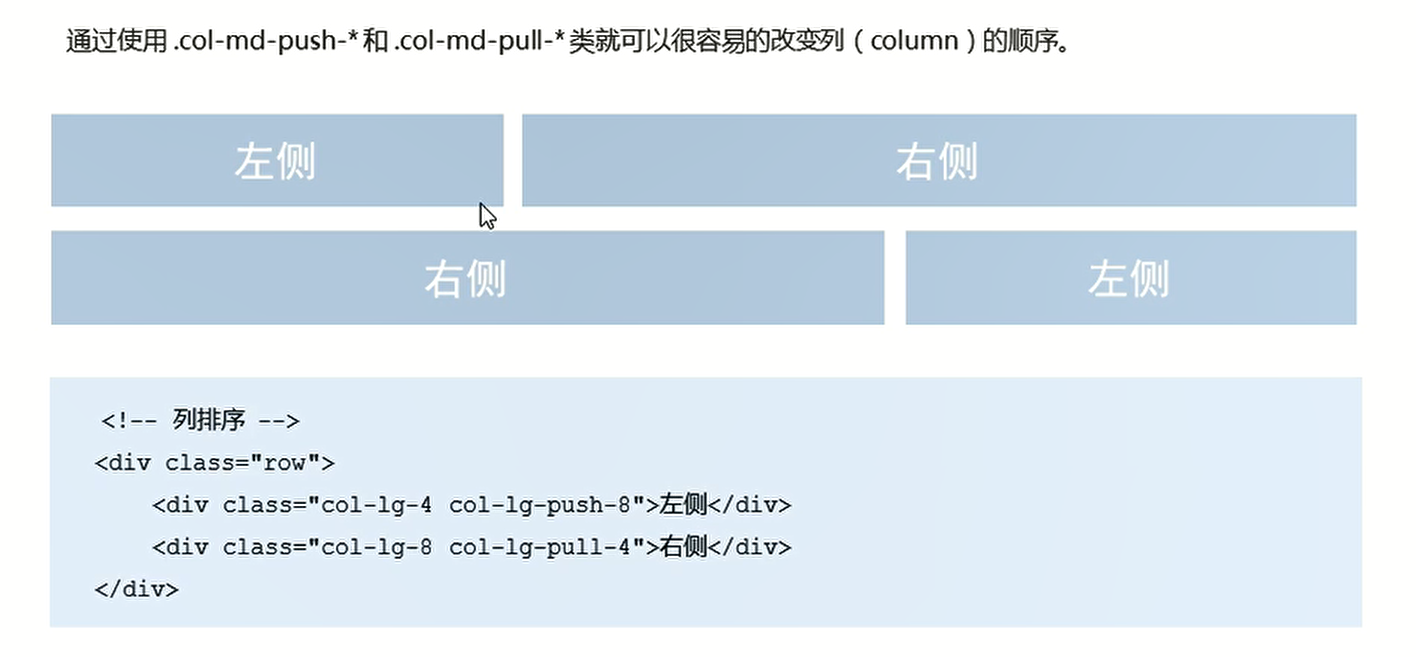 通过使用 .col-md-push-* 和 .col-md-pull-* 类就可以很容易的改变列（column）的顺序。
左侧 右侧
右侧 左侧
<!-- 列排序 -->
<div class="row">
    <div class="col-lg-4 col-lg-push-8">左侧</div>
    <div class="col-lg-8 col-lg-pull-4">右侧</div>
</div>